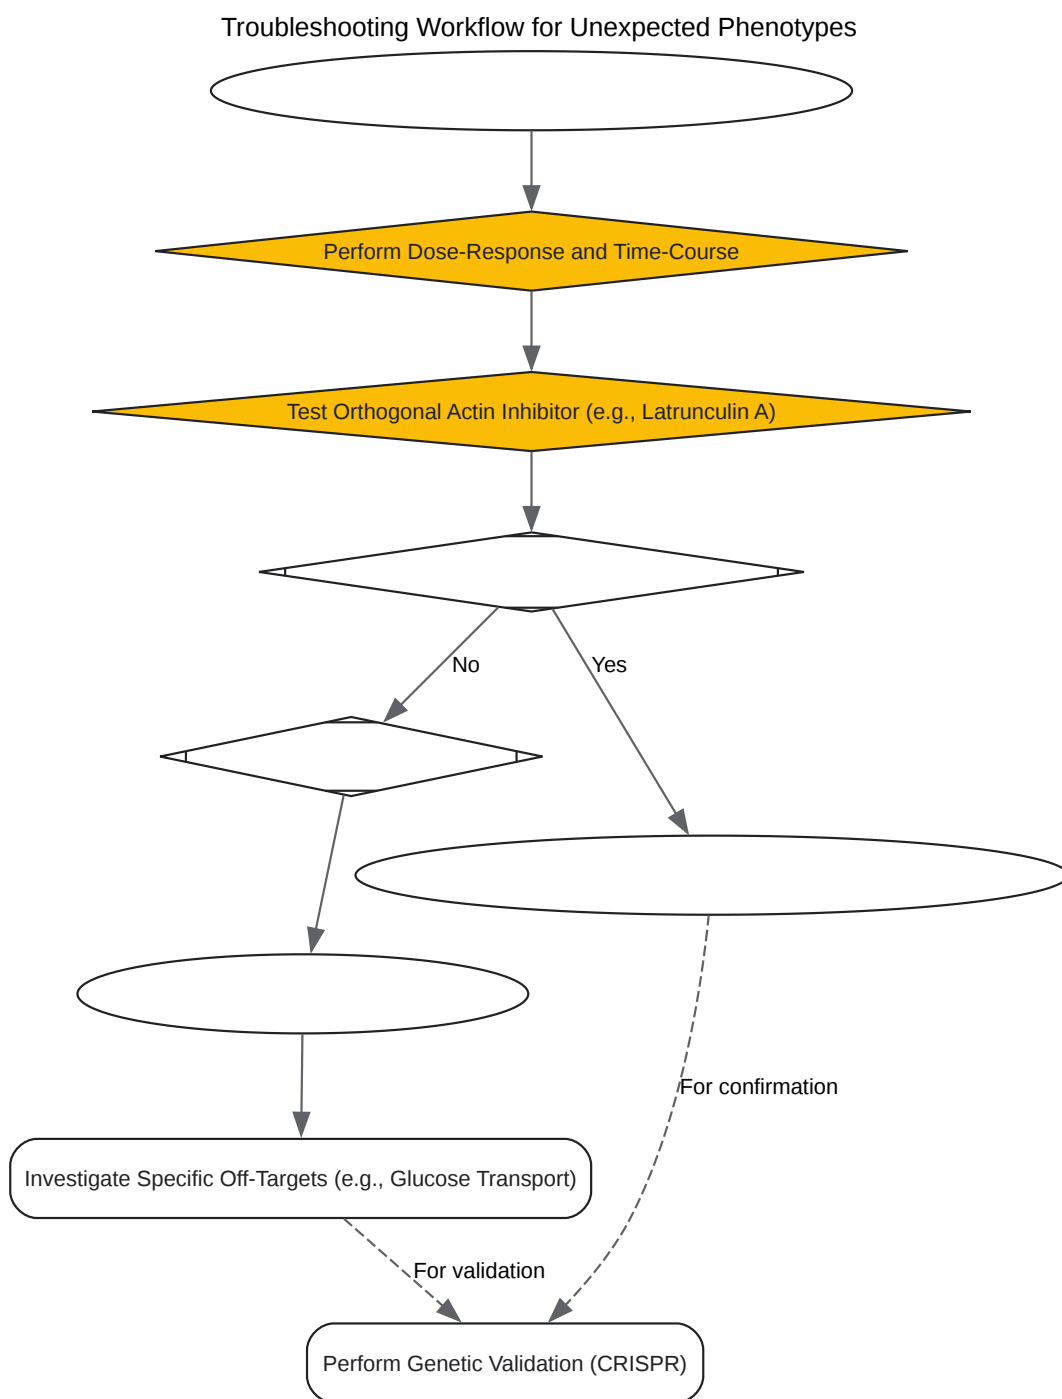 Troubleshooting Workflow for Unexpected Phenotypes
Perform Dose-Response and Time-Course
Test Orthogonal Actin Inhibitor (e.g., Latrunculin A)
No
Yes
For confirmation
Investigate Specific Off-Targets (e.g., Glucose Transport)
For validation
Perform Genetic Validation (CRISPR)